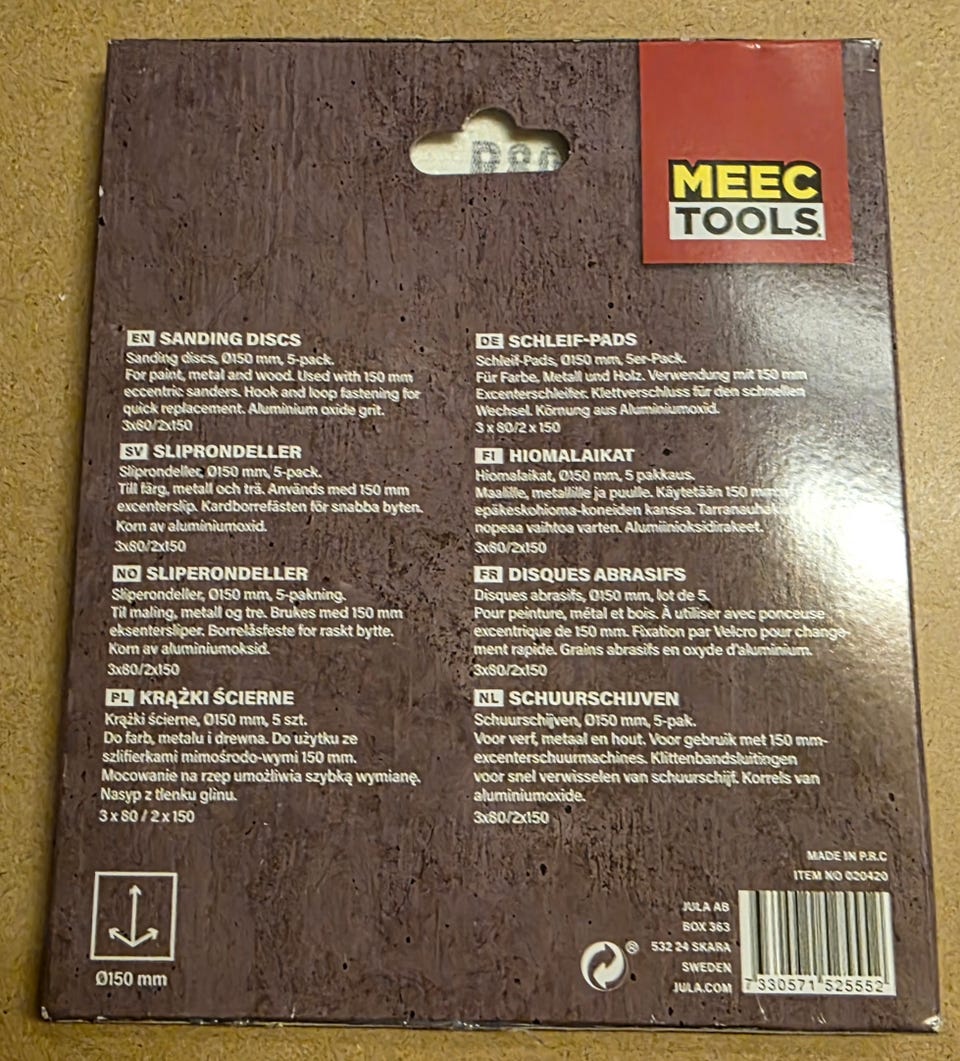 P80
MEEC
TOOLS
EN SANDING DISCS
Sanding discs, Ø150 mm, 5-pack.
For paint, metal and wood. Used with 150 mm
eccentric sanders. Hook and loop fastening for
quick replacement. Aluminium oxide grit.
3x80/2x150
SV SLIPRONDELLER
Sliprondeller, Ø150 mm, 5-pack.
Till färg, metall och trä. Används med 150 mm
excenterslip. Kardborrefästen för snabba byten.
Korn av aluminiumoxid.
3x80/2x150
NO SLIPERONDELLER
Sliperondeller, Ø150 mm, 5-pakning.
Til maling, metall og tre. Brukes med 150 mm
eksentersliper. Borrelåsfeste for raskt bytte.
Korn av aluminiumoksid.
3x80/2x150
PL KRĄŻKI ŚCIERNE
Krążki ścierne, Ø150 mm, 5 szt.
Do farb, metalu i drewna. Do użytku ze
szlifierkami mimośrodo-wymi 150 mm.
Mocowanie na rzep umożliwia szybką wymianę.
Nasyp z tlenku glinu.
3 x 80 / 2 x 150
DE SCHLEIF-PADS
Schleif-Pads, Ø150 mm, 5er-Pack.
Für Farbe, Metall und Holz. Verwendung mit 150 mm
Excenterschleifer. Klettverschluss für den schnellen
Wechsel. Körnung aus Aluminiumoxid.
3 x 80/2 x 150
FI HIOMALAIKAT
Hiomalaikat, Ø150 mm, 5 pakkaus.
Maalille, metallille ja puulle. Käytetään 150 mm
epäkeskohioma-koneiden kanssa.
nopeaa vaihtoa varten. Alumiinioksidirakeet.
3x80/2x150
FR DISQUES ABRASIFS
Disques abrasifs, Ø150 mm, lot de 5.
Pour peinture, métal et bois. À utiliser avec ponceuse
excentrique de 150 mm. Fixation par Velcro pour change-
ment rapide. Grains abrasifs en oxyde d'aluminium.
3x80/2x150
NL SCHUURSCHIJVEN
Schuurschijven, Ø150 mm, 5-pak.
Voor verf, metaal en hout. Voor gebruik met 150 mm-
excenterschuurmachines. Klittenbandsluitingen
voor snel verwisselen van schuurschijf. Korrels van
aluminiumoxide.
3x80/2x150
Ø150 mm
MADE IN P.R.C
ITEM NO 020420
JULA AB
BOX 363
532 24 SKARA
SWEDEN
JULA.COM
7 330571 525552